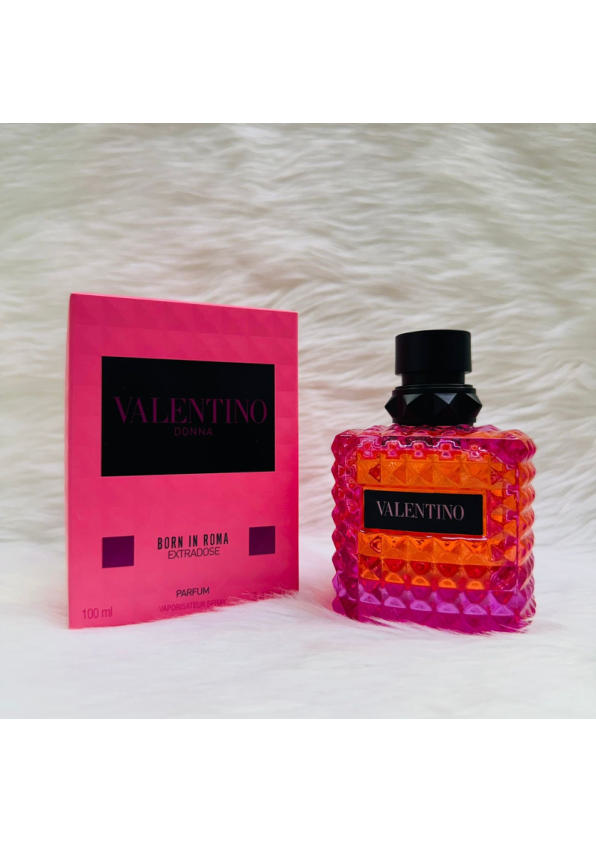 VALENTINO
DONNA
BORN IN ROMA
EXTRADOSE
PARFUM
VAPORISATEUR SPRAY
100 ml
VALENTINO